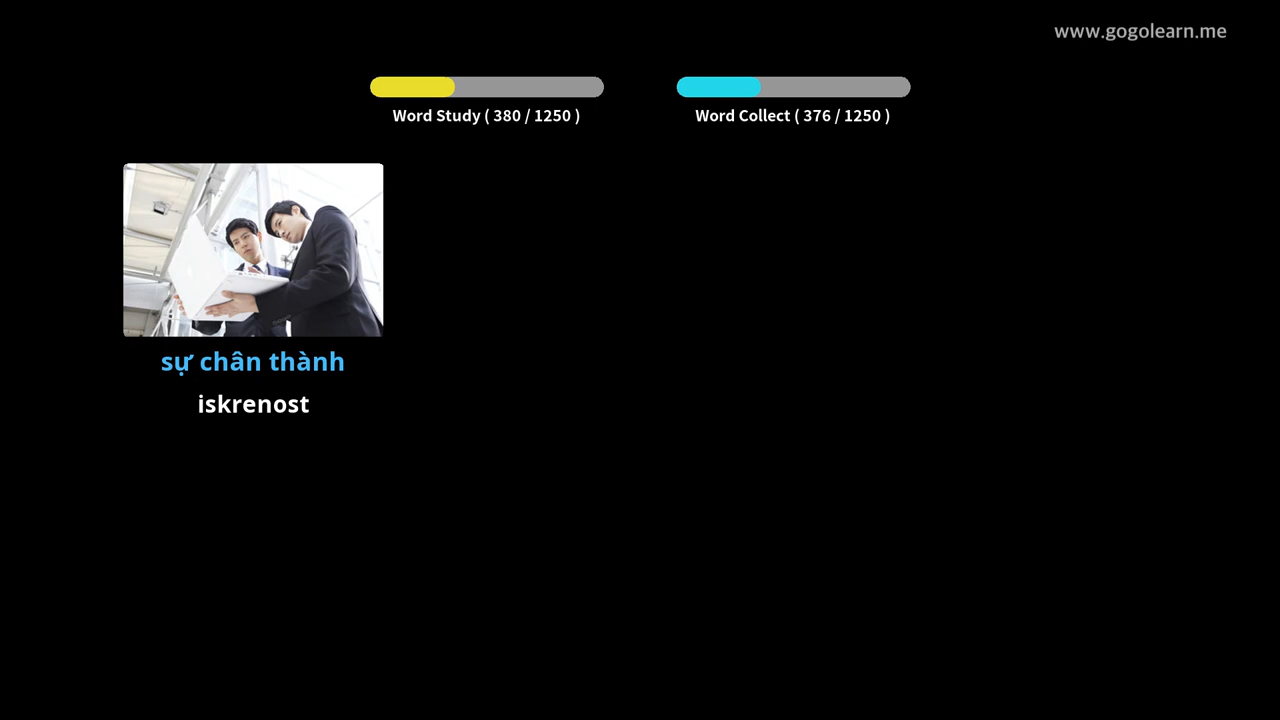 www.gogolearn.me
Word Study ( 380 / 1250 )
Word Collect ( 376 / 1250 )
sự chân thành
iskrenost